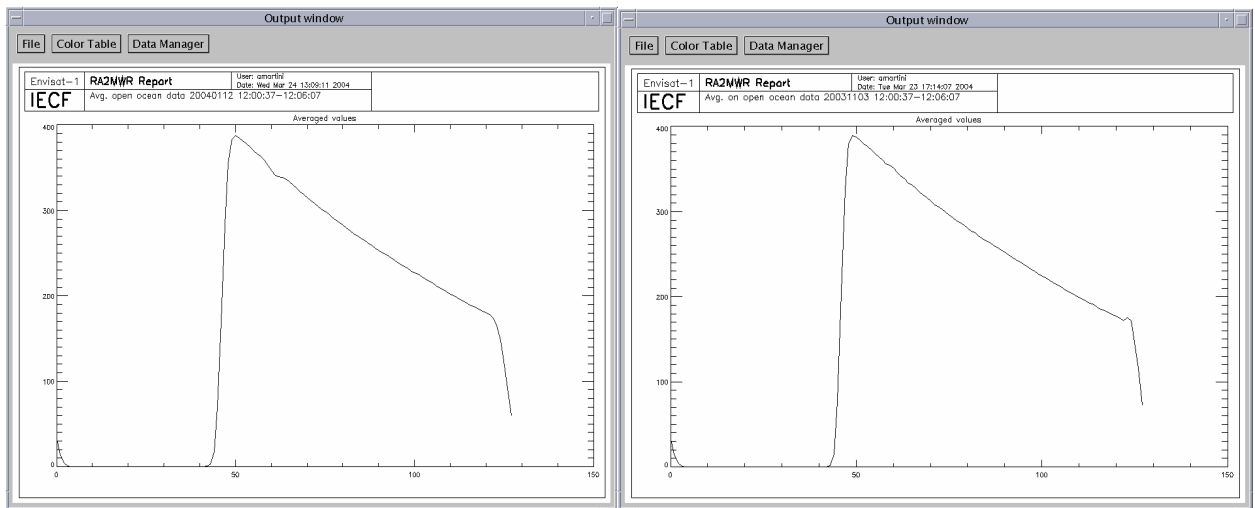 Output window
File Color Table Data Manager
Envisat-1 RA2MWR Report User: amartini
Date: Wed Mar 24 13:09:11 2004
IECF Avg. open ocean data 20040112 12:00:37-12:06:07
Averaged values
400
300
200
100
0
0 50 100 150
Output window
File Color Table Data Manager
Envisat-1 RA2MWR Report User: amartini
Date: Tue Mar 23 17:14:07 2004
IECF Avg. on open ocean data 20031103 12:00:37-12:06:07
Averaged values
400
300
200
100
0
0 50 100 150